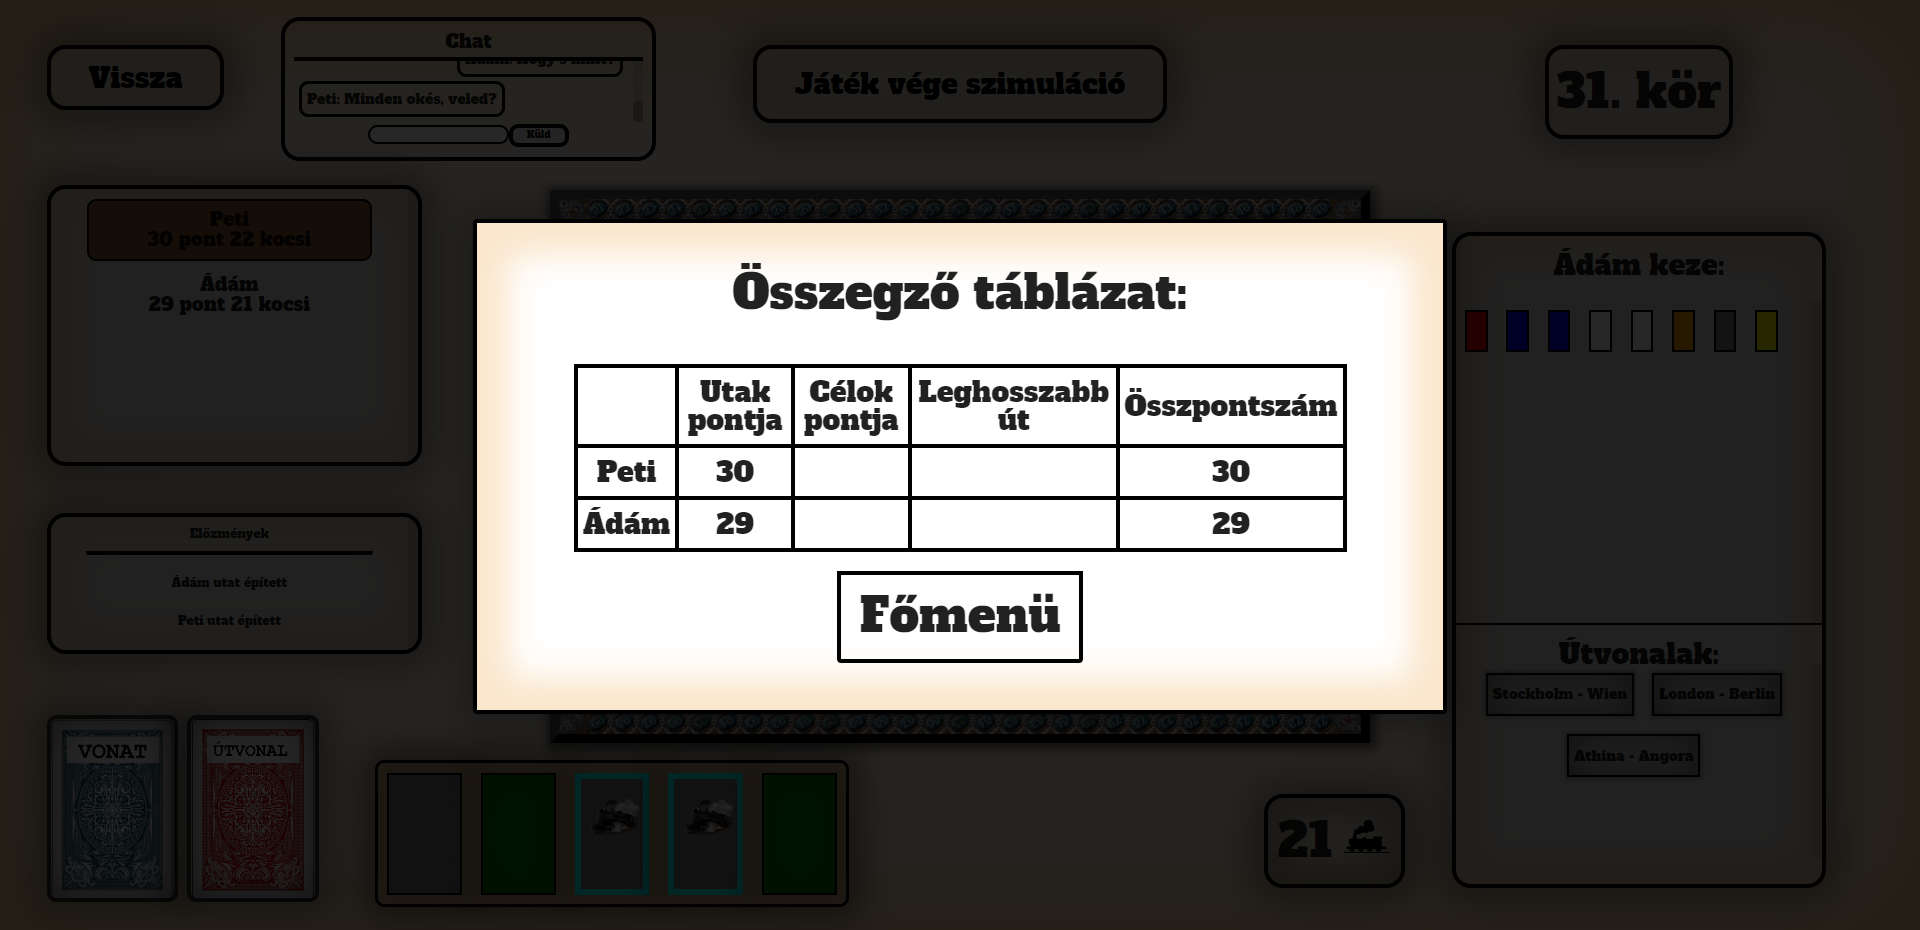 Vissza
Chat
Peti: Minden okés, veled?
Küld
Játék vége szimuláció
31. kör
Peti
30 pont 22 kocsi
Ádám
29 pont 21 kocsi
Előzmények
Ádám utat épített
Peti utat épített
VONAT
ÚTVONAL
Összegző táblázat:
Utak pontja
Célok pontja
Leghosszabb út
Összpontszám
Peti 30 30
Ádám 29 29
Főmenü
Ádám keze:
Útvonalak:
Stockholm - Wien
London - Berlin
Athina - Angora
21